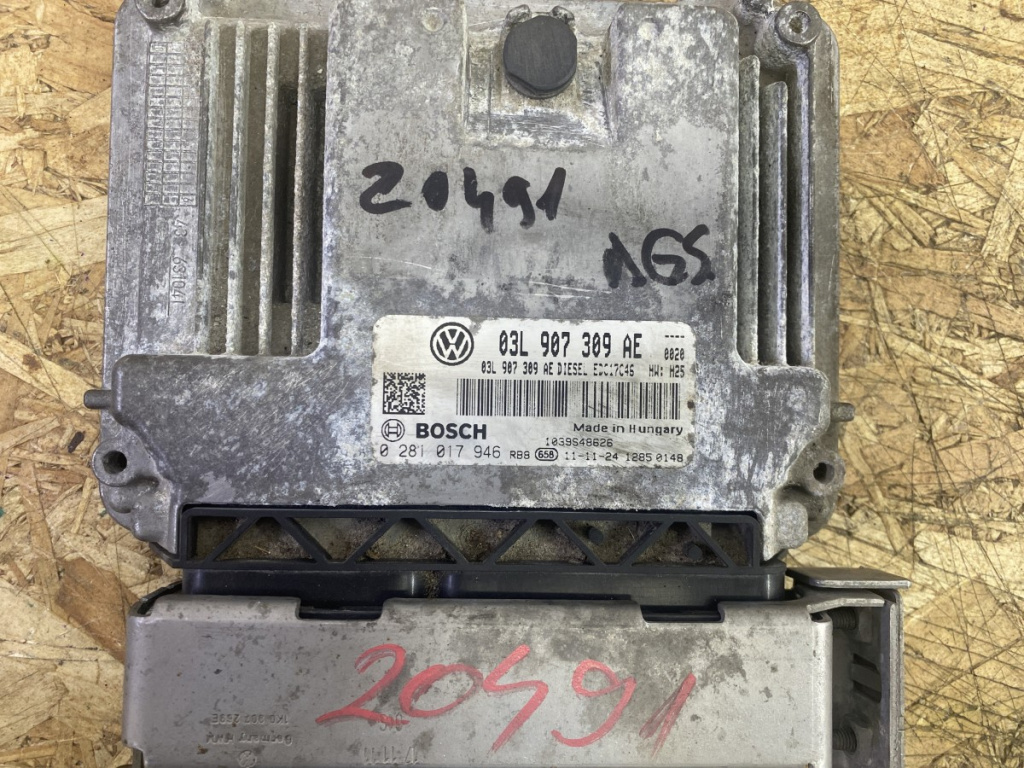 20491
AGS
VW
03L 907 309 AE ----
03L 907 309 AE DIESEL EDC17C46 0020
HW: H25
BOSCH Made in Hungary
1039S48626
0 281 017 946 RB8 658 11-11-24 1285 0148
20491